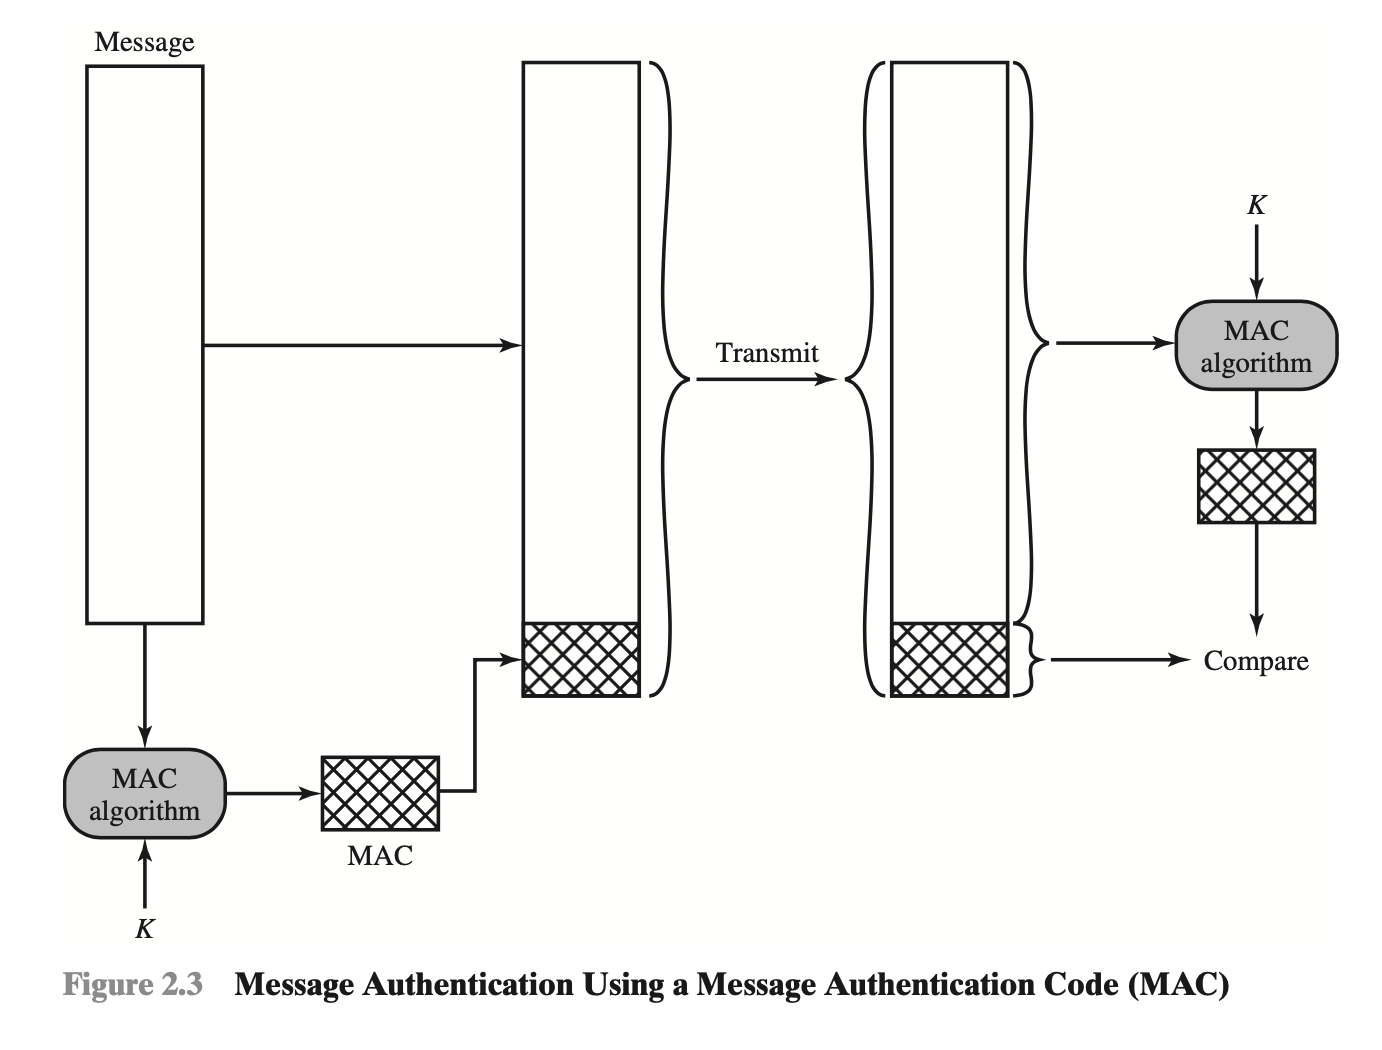 Message
K
MAC
algorithm
Transmit
Compare
MAC
algorithm
MAC
K
Figure 2.3 Message Authentication Using a Message Authentication Code (MAC)